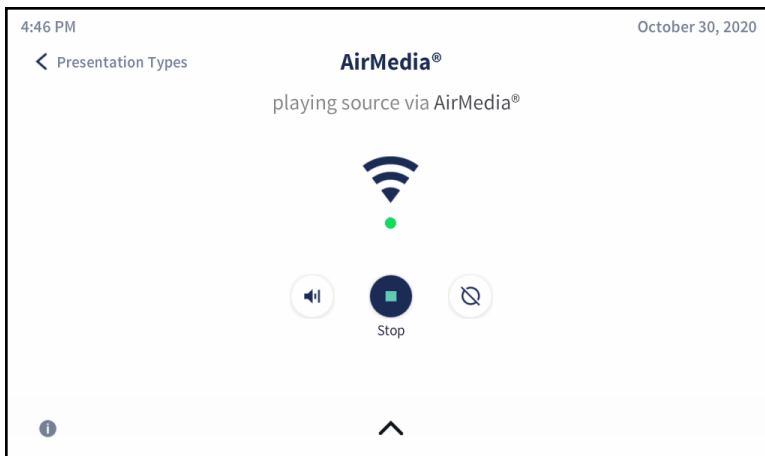 4:46 PM
October 30, 2020
Presentation Types
AirMedia®
playing source via AirMedia®
Stop